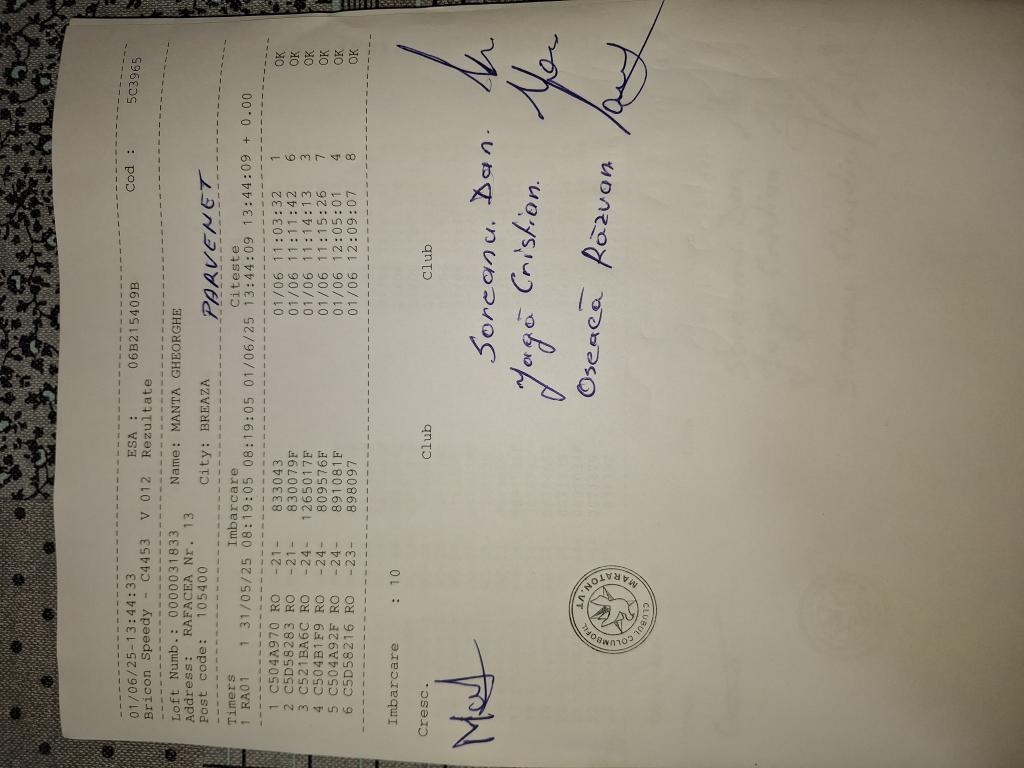 01/06/25-13:44:33 ESA : 06B215409B Cod : 5C3965
Bricon Speedy - C4453 V 012 Rezultate
Loft Numb.: 0000031833 Name: MANTA GHEORGHE
Address: RAFACEA Nr. 13
Post code: 105400 City: BREAZA PARVENET
Timers Imbarcare Citeste
1 RA01 1 31/05/25 08:19:05 08:19:05 01/06/25 13:44:09 13:44:09 + 0.00
1 C504A970 RO -21- 833043 01/06 11:03:32 1 OK
2 C5D58283 RO -21- 830079F 01/06 11:11:42 6 OK
3 C521BA6C RO -24- 1265017F 01/06 11:14:13 3 OK
4 C504B1F9 RO -24- 809576F 01/06 11:15:26 7 OK
5 C504A92F RO -24- 891081F 01/06 12:05:01 4 OK
6 C5D58216 RO -23- 898097 01/06 12:09:07 8 OK
Imbarcare : 10
Cresc. Club Club
Soreanu. Dan.
Yagă Cristian.
Oseacă Răzvan
CLUBUL COLUMBOFIL
MARATON.VT